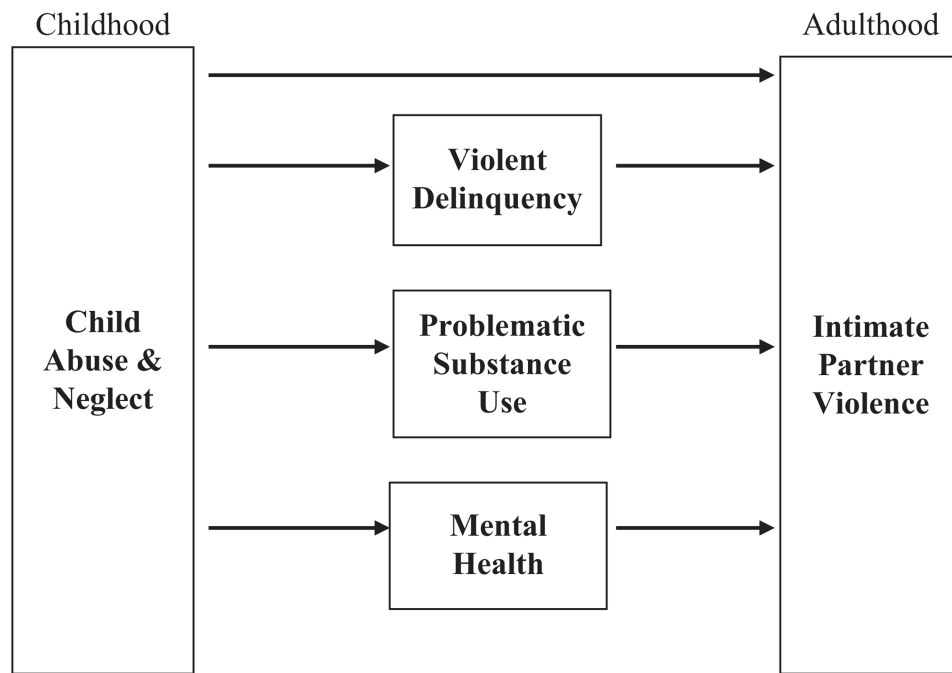 Childhood
Adulthood
Violent
Delinquency
Child
Abuse &
Neglect
Problematic
Substance
Use
Intimate
Partner
Violence
Mental
Health